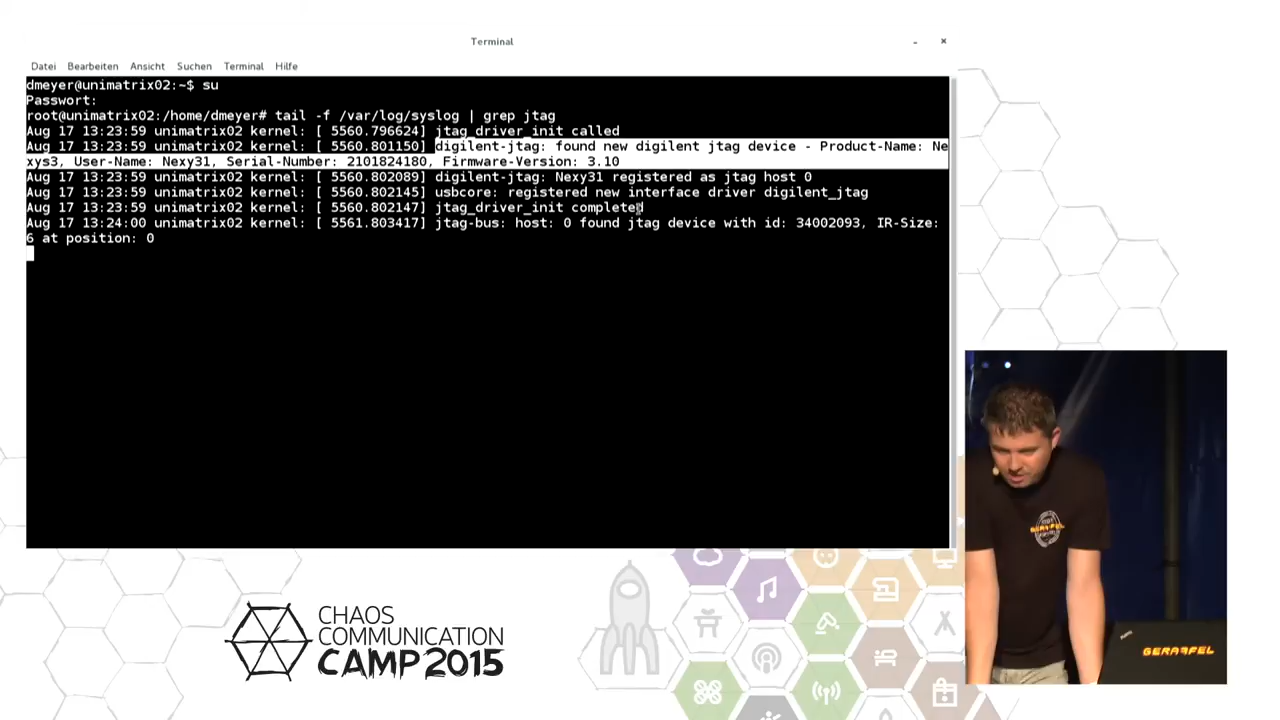 Terminal
Datei Bearbeiten Ansicht Suchen Terminal Hilfe
dmeyer@unimatrix02:~$ su
Passwort:
root@unimatrix02:/home/dmeyer# tail -f /var/log/syslog | grep jtag
Aug 17 13:23:59 unimatrix02 kernel: [ 5560.796624] jtag_driver_init called
Aug 17 13:23:59 unimatrix02 kernel: [ 5560.801150] digilent-jtag: found new digilent jtag device - Product-Name: Ne
xys3, User-Name: Nexy31, Serial-Number: 2101824180, Firmware-Version: 3.10
Aug 17 13:23:59 unimatrix02 kernel: [ 5560.802089] digilent-jtag: Nexy31 registered as jtag host 0
Aug 17 13:23:59 unimatrix02 kernel: [ 5560.802145] usbcore: registered new interface driver digilent_jtag
Aug 17 13:23:59 unimatrix02 kernel: [ 5560.802147] jtag_driver_init completed
Aug 17 13:24:00 unimatrix02 kernel: [ 5561.803417] jtag-bus: host: 0 found jtag device with id: 34002093, IR-Size:
6 at position: 0
CHAOS
COMMUNICATION
CAMP 2015